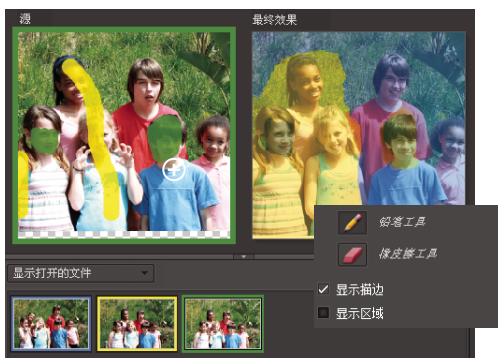 源
最终效果
铅笔工具
橡皮擦工具
显示描边
显示区域
显示打开的文件